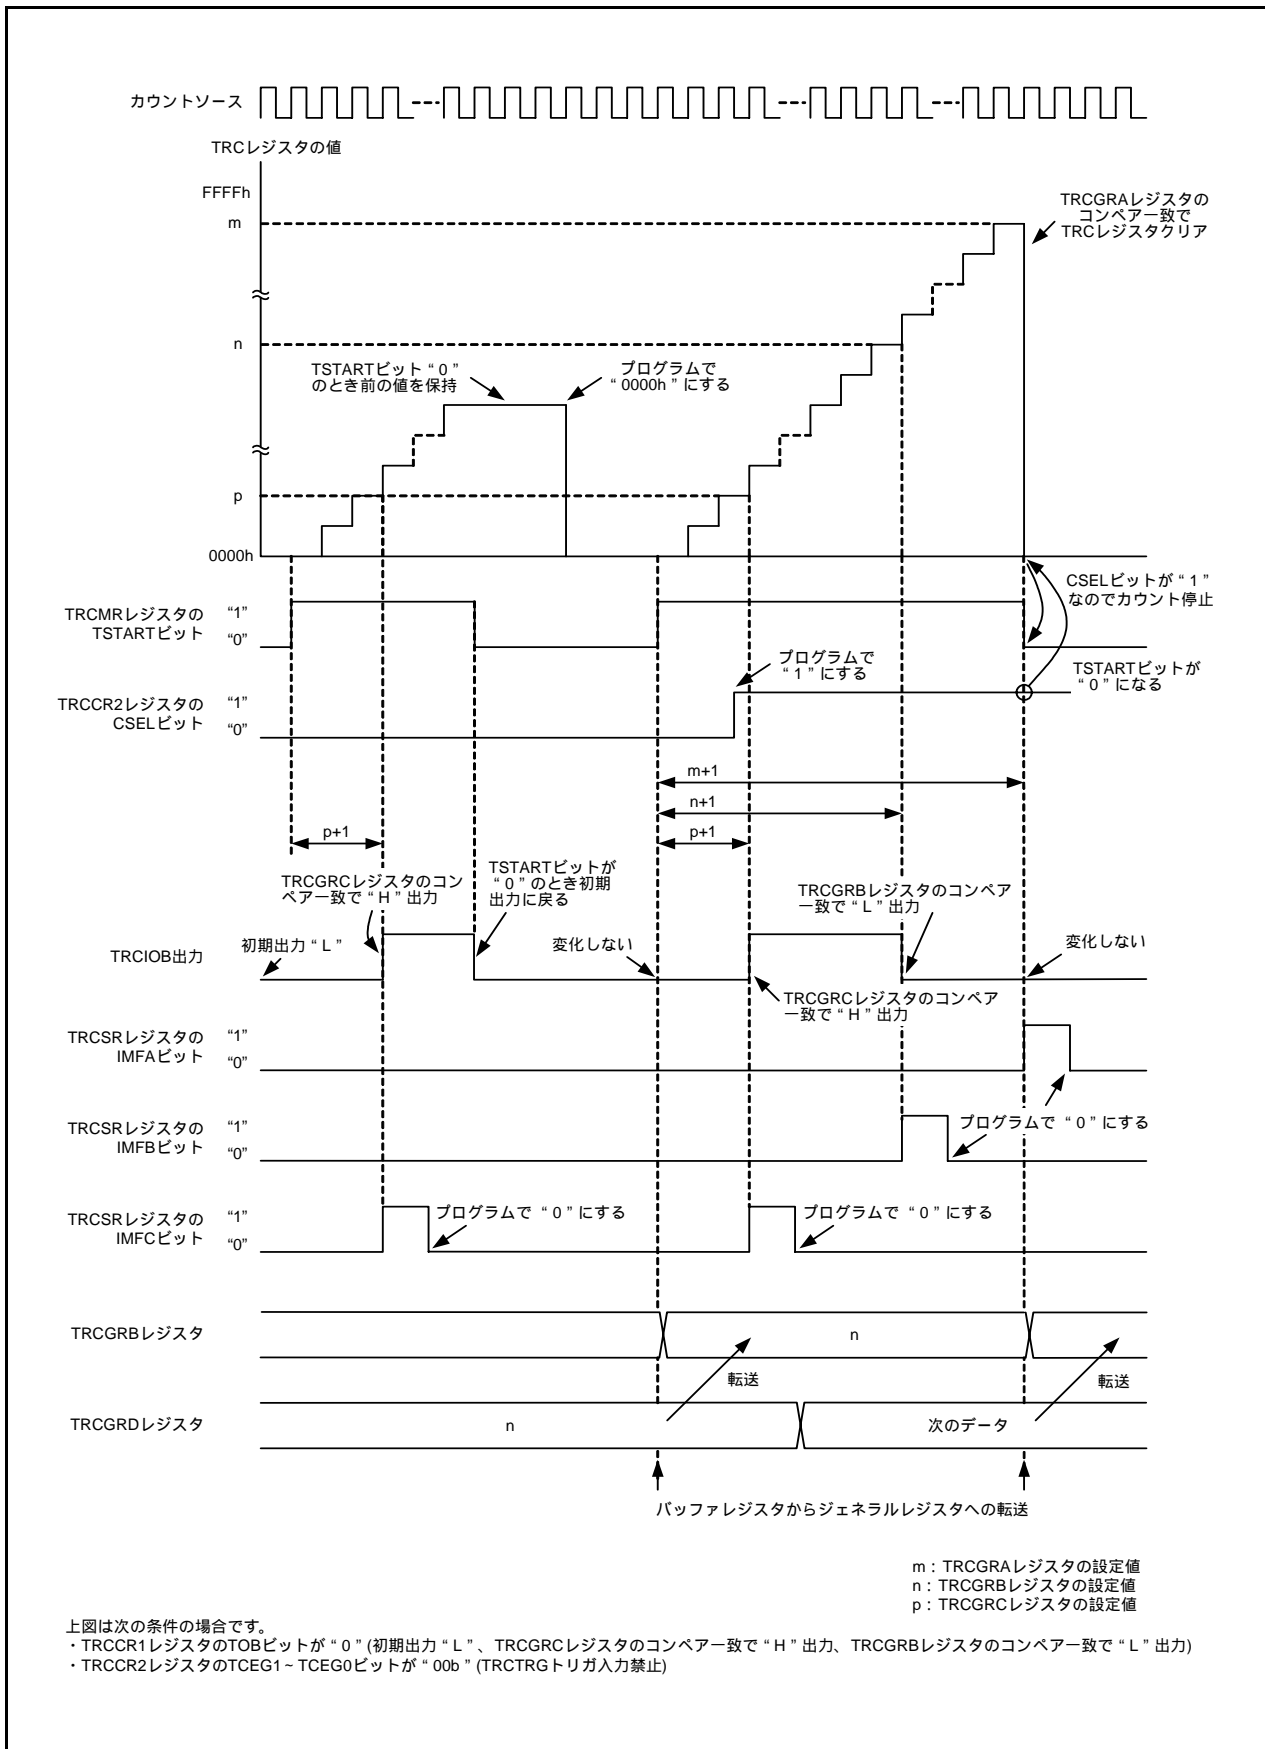 カウントソース
TRCレジスタの値
FFFFh
m
n
p
0000h
TRCGRAレジスタの
コンペア一致で
TRCレジスタクリア
TSTARTビット“0”
のとき前の値を保持
プログラムで
“0000h”にする
CSELビットが“1”
なのでカウント停止
TRCMRレジスタの
TSTARTビット
“1”
“0”
プログラムで
“1”にする
TSTARTビットが
“0”になる
TRCCR2レジスタの
CSELビット
“1”
“0”
m+1
n+1
p+1
p+1
TRCGRCレジスタのコン
ペア一致で“H”出力
TSTARTビットが
“0”のとき初期
出力に戻る
TRCGRBレジスタのコンペア
一致で“L”出力
TRCIOB出力
初期出力“L”
変化しない
変化しない
TRCGRCレジスタのコンペア
一致で“H”出力
TRCSRレジスタの
IMFAビット
“1”
“0”
プログラムで“0”にする
TRCSRレジスタの
IMFBビット
“1”
“0”
TRCSRレジスタの
IMFCビット
“1”
“0”
プログラムで“0”にする
プログラムで“0”にする
TRCGRBレジスタ
n
転送
転送
TRCGRDレジスタ
n
次のデータ
バッファレジスタからジェネラルレジスタへの転送
m：TRCGRAレジスタの設定値
n：TRCGRBレジスタの設定値
p：TRCGRCレジスタの設定値
上図は次の条件の場合です。
・TRCCR1レジスタのTOBビットが“0”(初期出力“L”、TRCGRCレジスタのコンペア一致で“H”出力、TRCGRBレジスタのコンペア一致で“L”出力)
・TRCCR2レジスタのTCEG1～TCEG0ビットが“00b”(TRCTRGトリガ入力禁止)